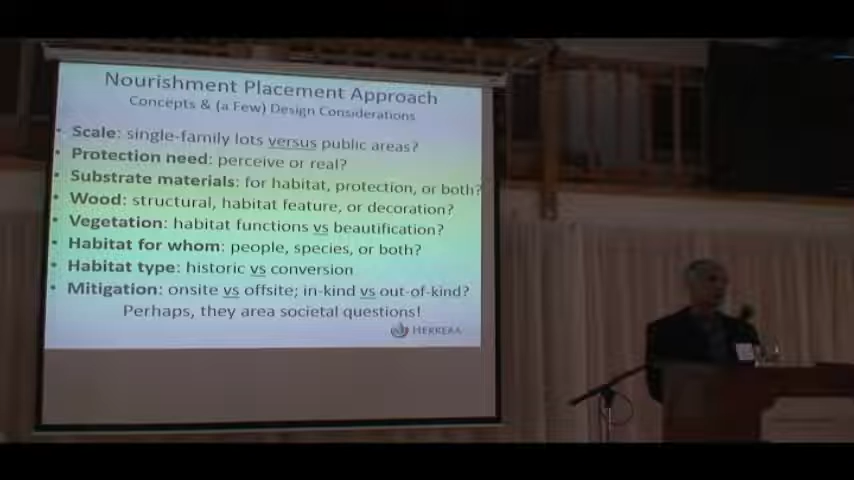 Nourishment Placement Approach
Concepts & (a Few) Design Considerations
• Scale: single-family lots versus public areas?
• Protection need: perceive or real?
• Substrate materials: for habitat, protection, or both?
• Wood: structural, habitat feature, or decoration?
• Vegetation: habitat functions vs beautification?
• Habitat for whom: people, species, or both?
• Habitat type: historic vs conversion
• Mitigation: onsite vs offsite; in-kind vs out-of-kind?
Perhaps, they area societal questions!
HERRERA